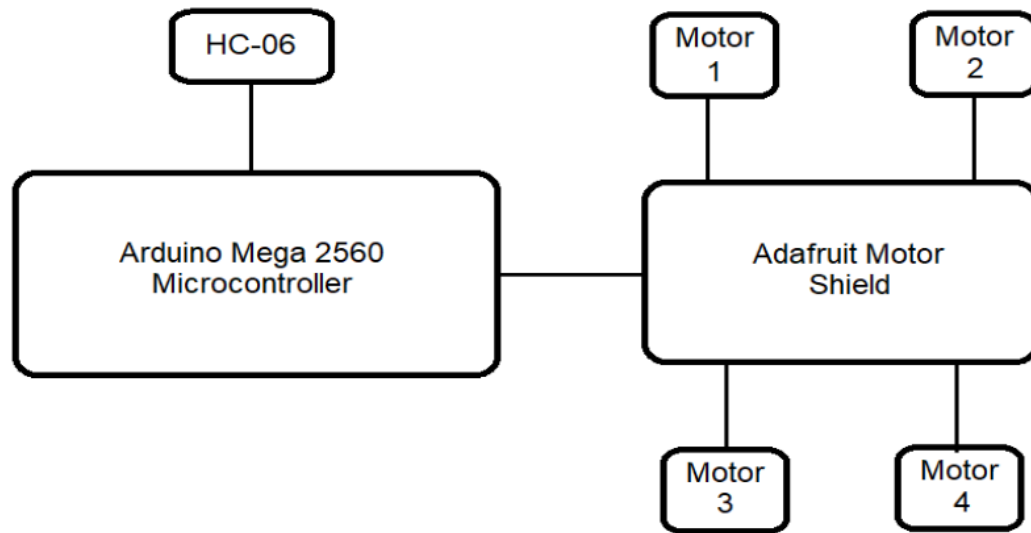 HC-06
Motor
1
Motor
2
Arduino Mega 2560
Microcontroller
Adafruit Motor
Shield
Motor
3
Motor
4